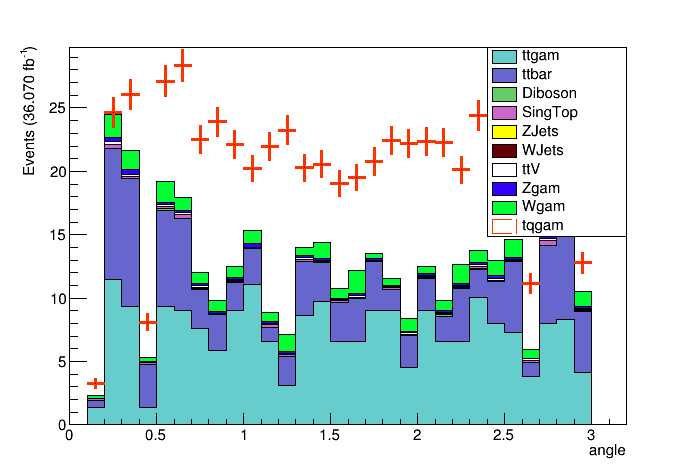 Events (36.070 fb⁻¹)
25
20
15
10
5
0
0 0.5 1 1.5 2 2.5 3
angle
ttgam
ttbar
Diboson
SingTop
ZJets
WJets
ttV
Zgam
Wgam
tqgam